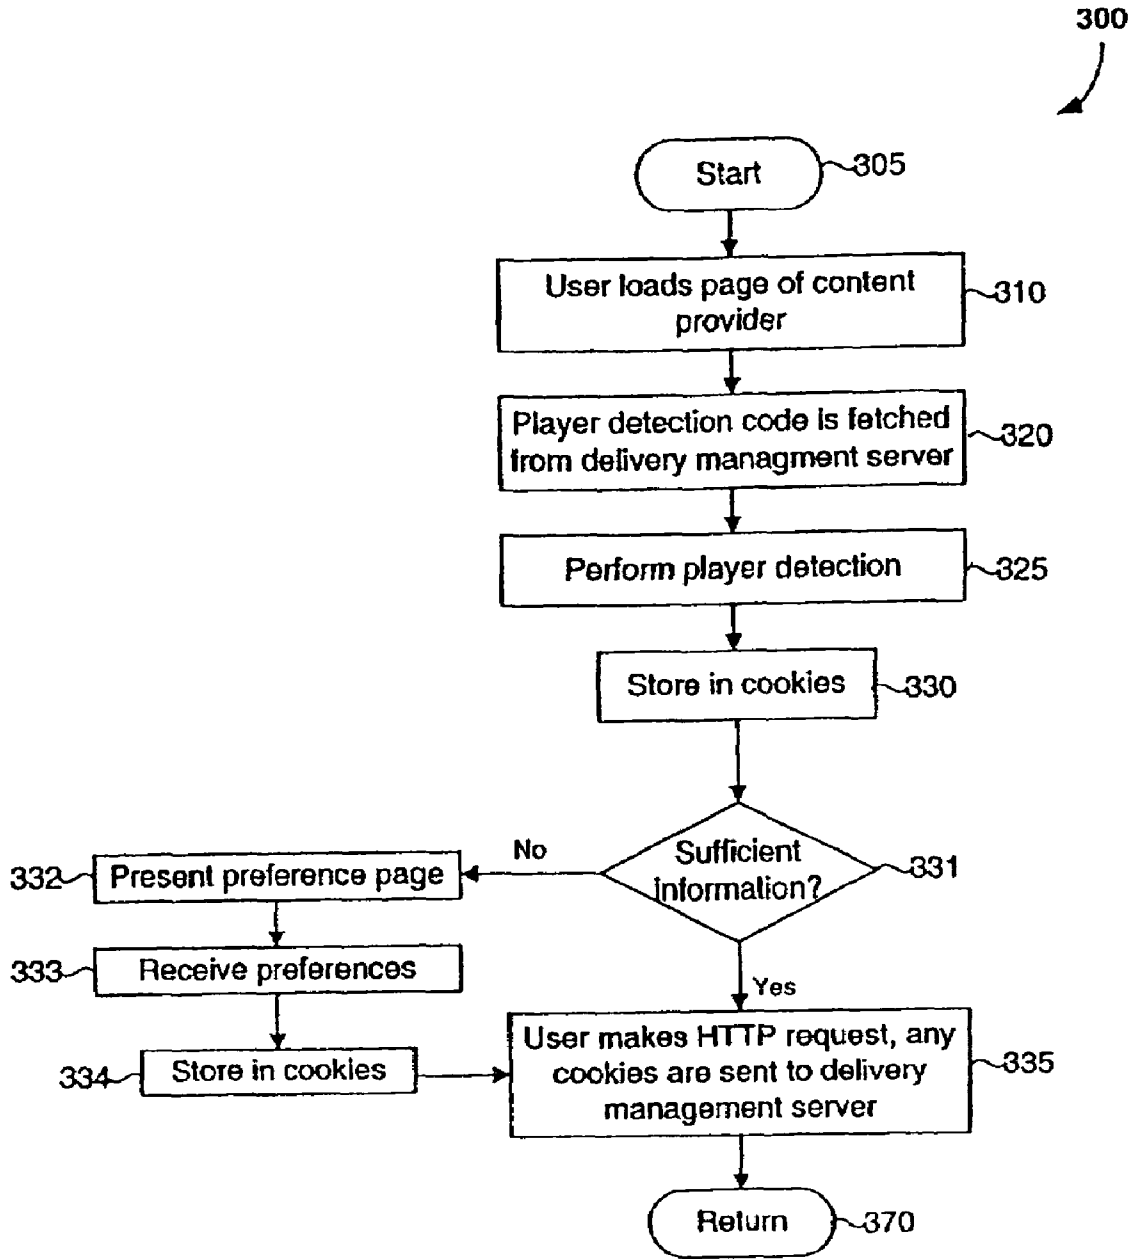 300
Start
305
User loads page of content
provider
310
Player detection code is fetched
from delivery managment server
320
Perform player detection
325
Store in cookies
330
Sufficient
information?
331
No
332
Present preference page
333
Receive preferences
Yes
334
Store in cookies
User makes HTTP request, any
cookies are sent to delivery
management server
335
Return
370